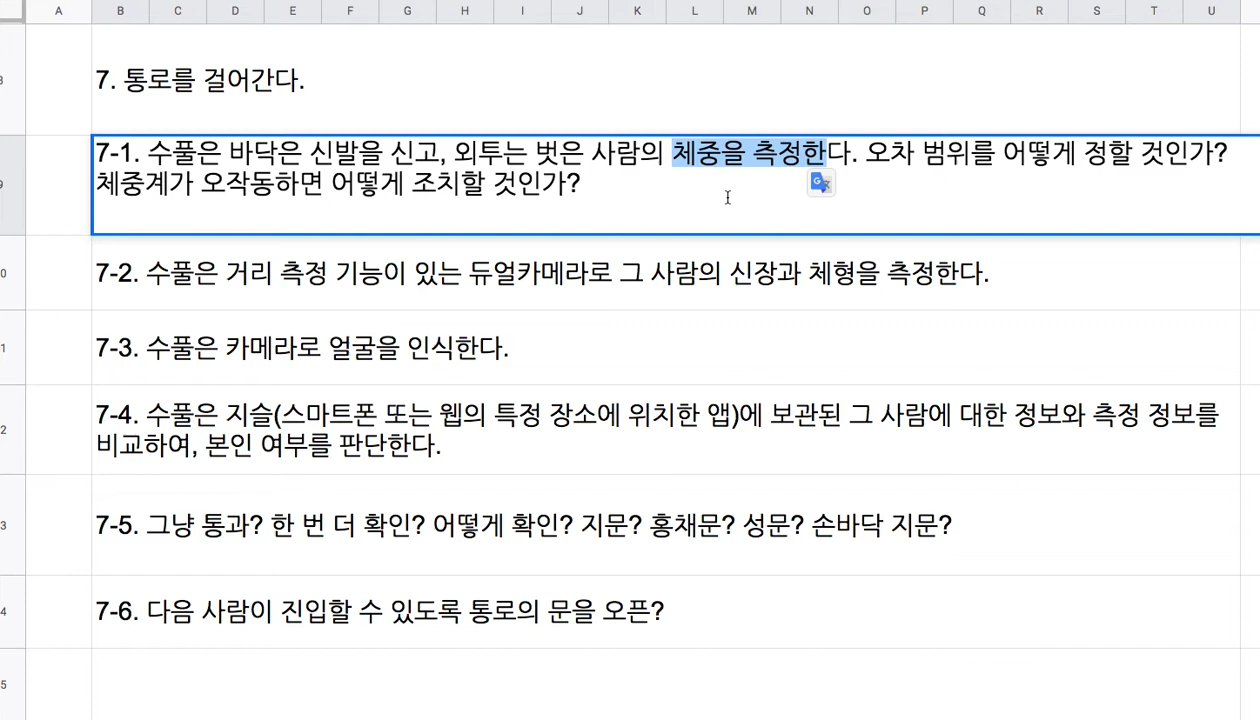 A B C D E F G H I J K L M N O P Q R S T U
7. 통로를 걸어간다.
7-1. 수풀은 바닥은 신발을 신고, 외투는 벗은 사람의 체중을 측정한다. 오차 범위를 어떻게 정할 것인가?
체중계가 오작동하면 어떻게 조치할 것인가?
7-2. 수풀은 거리 측정 기능이 있는 듀얼카메라로 그 사람의 신장과 체형을 측정한다.
7-3. 수풀은 카메라로 얼굴을 인식한다.
7-4. 수풀은 지슬(스마트폰 또는 웹의 특정 장소에 위치한 앱)에 보관된 그 사람에 대한 정보와 측정 정보를
비교하여, 본인 여부를 판단한다.
7-5. 그냥 통과? 한 번 더 확인? 어떻게 확인? 지문? 홍채문? 성문? 손바닥 지문?
7-6. 다음 사람이 진입할 수 있도록 통로의 문을 오픈?